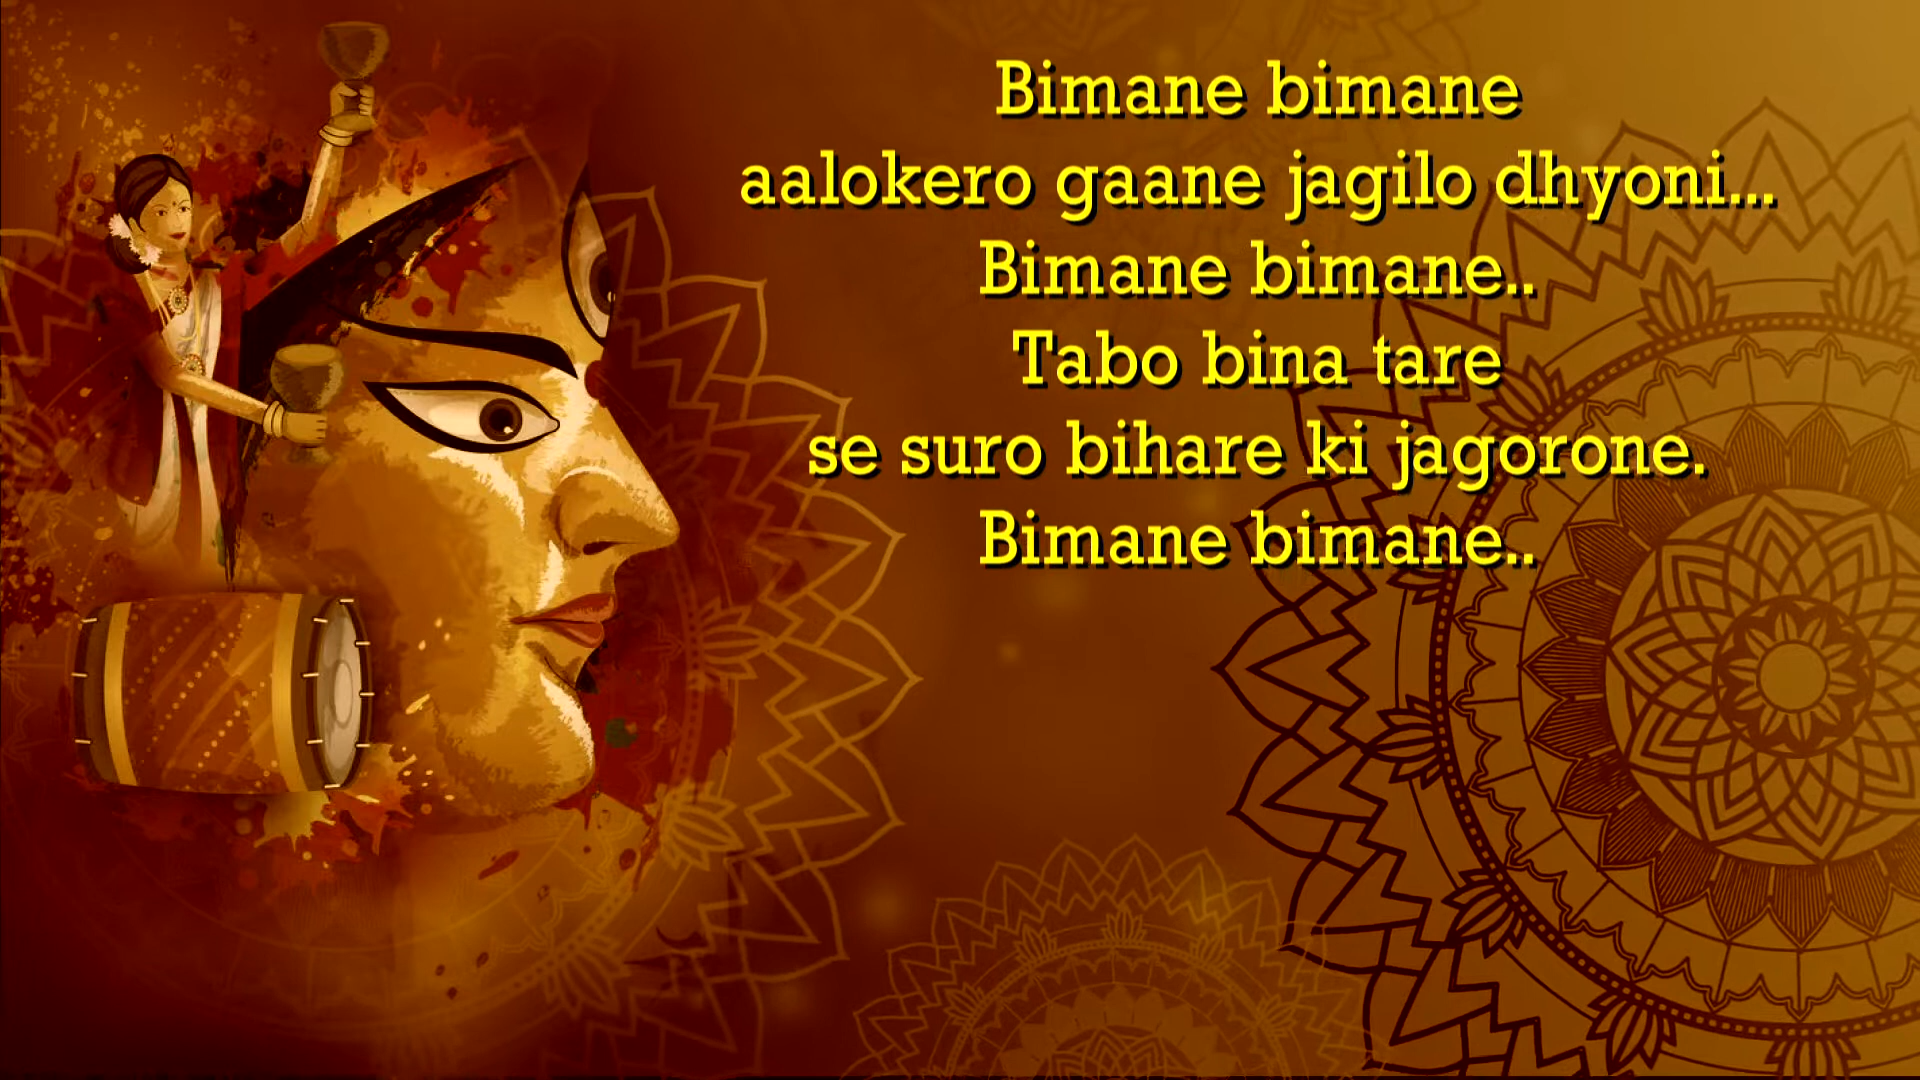 Bimane bimane
aalokero gaane jagilo dhyoni...
Bimane bimane..
Tabo bina tare
se suro bihare ki jagorone.
Bimane bimane..